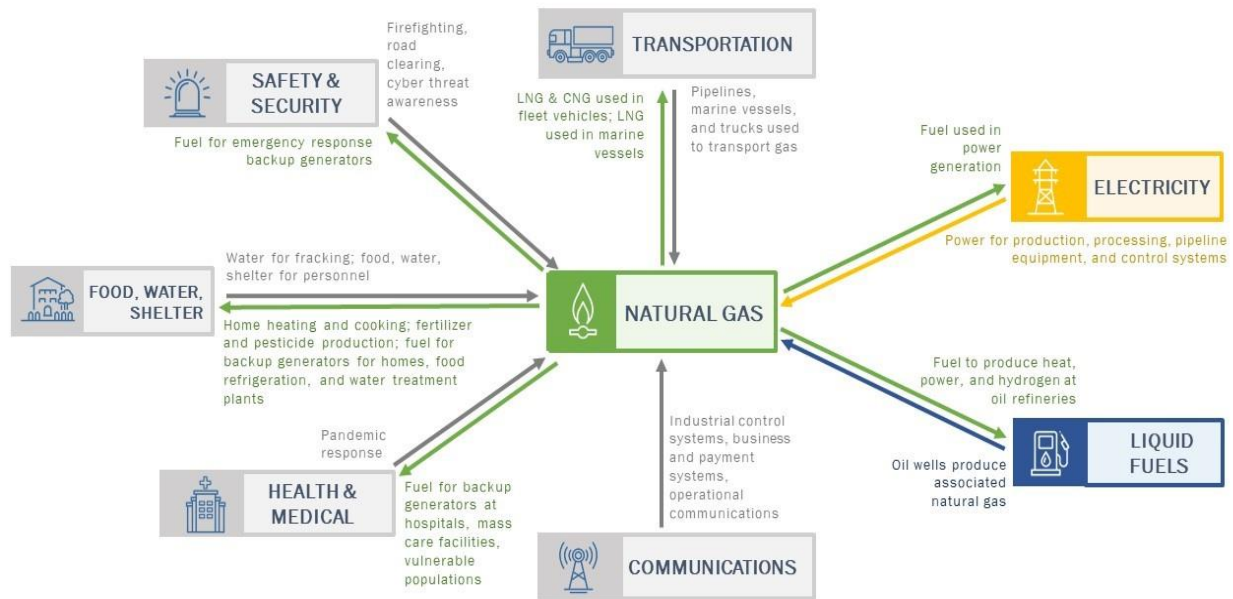 Firefighting,
road
clearing,
cyber threat
awareness
SAFETY &
SECURITY
Fuel for emergency response
backup generators
TRANSPORTATION
LNG & CNG used in
fleet vehicles; LNG
used in marine
vessels
Pipelines,
marine vessels,
and trucks used
to transport gas
Fuel used in
power
generation
ELECTRICITY
Power for production, processing, pipeline
equipment, and control systems
Water for fracking; food, water,
shelter for personnel
FOOD, WATER,
SHELTER
Home heating and cooking; fertilizer
and pesticide production; fuel for
backup generators for homes, food
refrigeration, and water treatment
plants
NATURAL GAS
Fuel to produce heat,
power, and hydrogen at
oil refineries
LIQUID
FUELS
Oil wells produce
associated
natural gas
Pandemic
response
HEALTH &
MEDICAL
Fuel for backup
generators at
hospitals, mass
care facilities,
vulnerable
populations
Industrial control
systems, business
and payment
systems,
operational
communications
COMMUNICATIONS